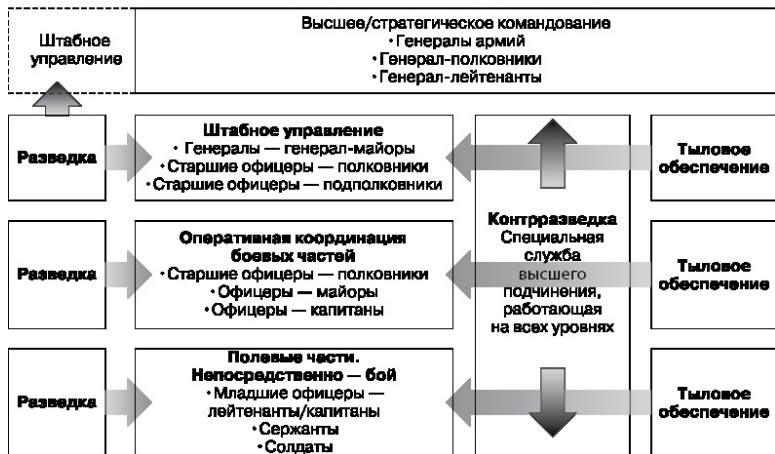 Штабное
управление
Высшее/стратегическое командование
•Генералы армий
•Генерал-полковники
•Генерал-лейтенанты
Разведка
Штабное управление
• Генералы — генерал-майоры
•Старшие офицеры — полковники
•Старшие офицеры — подполковники
Тыловое
обеспечение
Разведка
Оперативная координация
боевых частей
•Старшие офицеры — полковники
•Офицеры — майоры
•Офицеры — капитаны
Контрразведка
Специальная
служба
высшего
подчинения,
работающая
на всех уровнях
Тыловое
обеспечение
Разведка
Полевые части.
Непосредственно — бой
•Младшие офицеры —
лейтенанты/капитаны
•Сержанты
•Солдаты
Тыловое
обеспечение